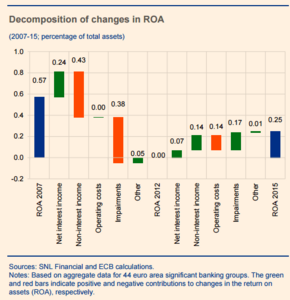 Decomposition of changes in ROA
(2007-15; percentage of total assets)
1.0
0.8
0.6
0.4
0.2
0.0
-0.2
0.57
0.24
0.43
0.00
0.38
0.05
0.00
0.07
0.14
0.14
0.17
0.01
0.25
ROA 2007
Net interest income
Non-interest income
Operating costs
Impairments
Other
ROA 2012
Net interest income
Non-interest income
Operating costs
Impairments
Other
ROA 2015
Sources: SNL Financial and ECB calculations.
Notes: Based on aggregate data for 44 euro area significant banking groups. The green
and red bars indicate positive and negative contributions to changes in the return on
assets (ROA), respectively.